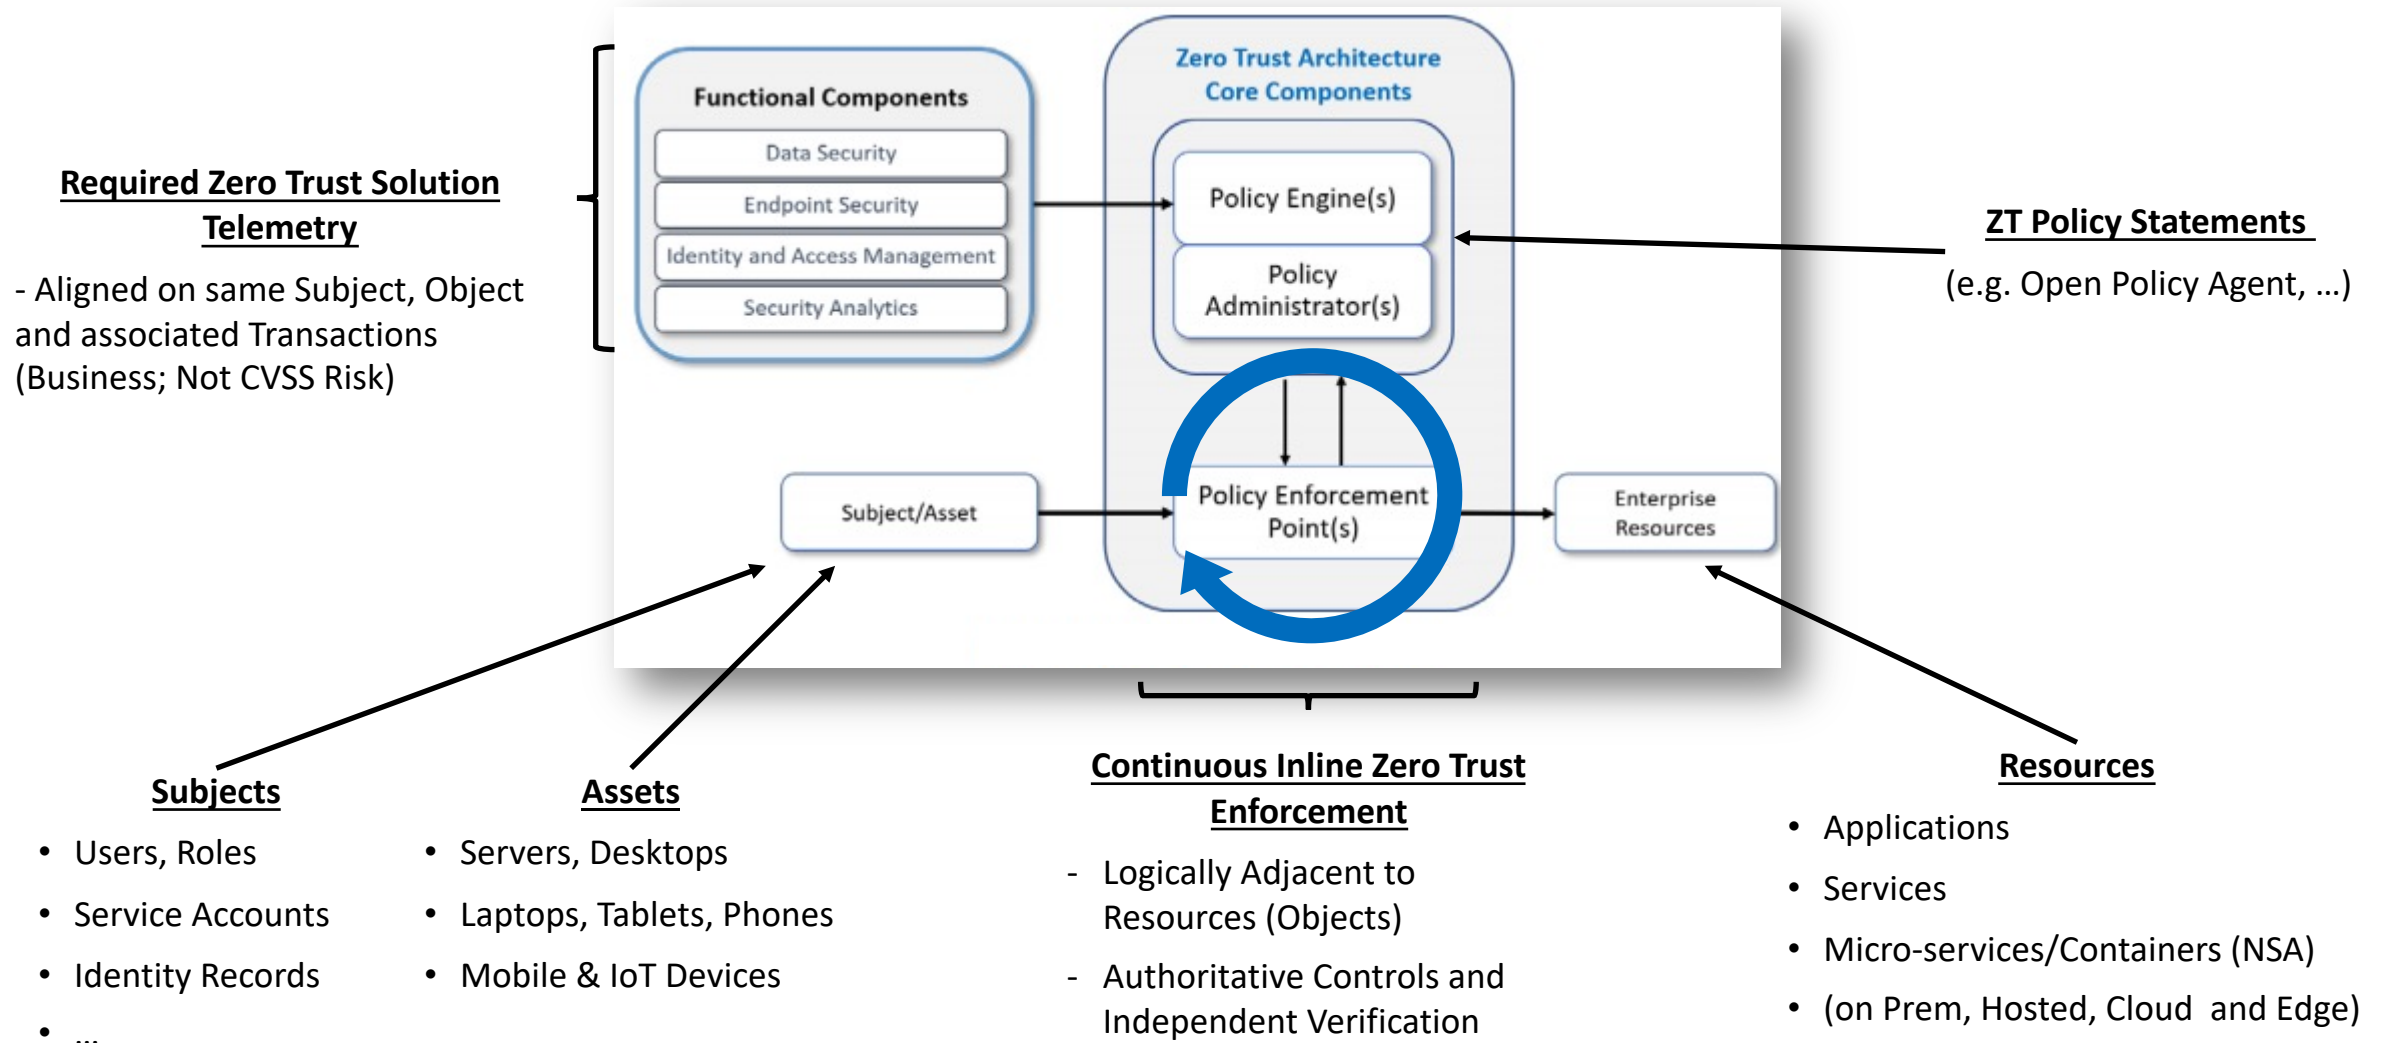 Zero Trust Architecture
Core Components
Functional Components
Data Security
Endpoint Security
Identity and Access Management
Security Analytics
Policy Engine(s)
Policy
Administrator(s)
Required Zero Trust Solution
Telemetry
- Aligned on same Subject, Object
and associated Transactions
(Business; Not CVSS Risk)
ZT Policy Statements
(e.g. Open Policy Agent, ...)
Subject/Asset
Policy Enforcement
Point(s)
Enterprise
Resources
Subjects
• Users, Roles
• Service Accounts
• Identity Records
• ...
Assets
• Servers, Desktops
• Laptops, Tablets, Phones
• Mobile & IoT Devices
Continuous Inline Zero Trust
Enforcement
- Logically Adjacent to
Resources (Objects)
- Authoritative Controls and
Independent Verification
Resources
• Applications
• Services
• Micro-services/Containers (NSA)
• (on Prem, Hosted, Cloud and Edge)